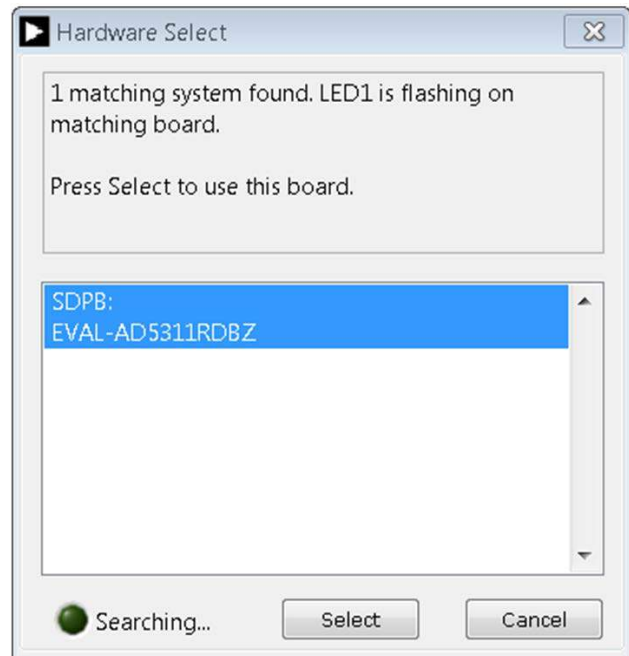 Hardware Select
1 matching system found. LED1 is flashing on
matching board.
Press Select to use this board.
SDPB:
EVAL-AD5311RDBZ
Searching...
Select
Cancel